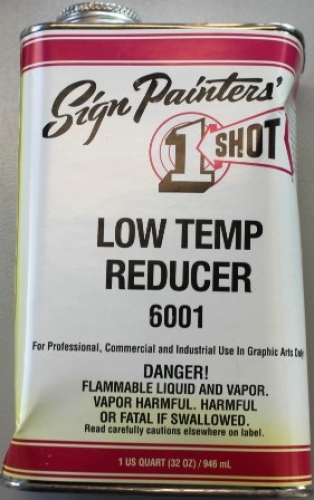 Sign Painters'
1 SHOT
LOW TEMP
REDUCER
6001
For Professional, Commercial and Industrial Use In Graphic Arts Only
DANGER!
FLAMMABLE LIQUID AND VAPOR.
VAPOR HARMFUL. HARMFUL
OR FATAL IF SWALLOWED.
Read carefully cautions elsewhere on label.
1 US QUART (32 OZ) / 946 mL